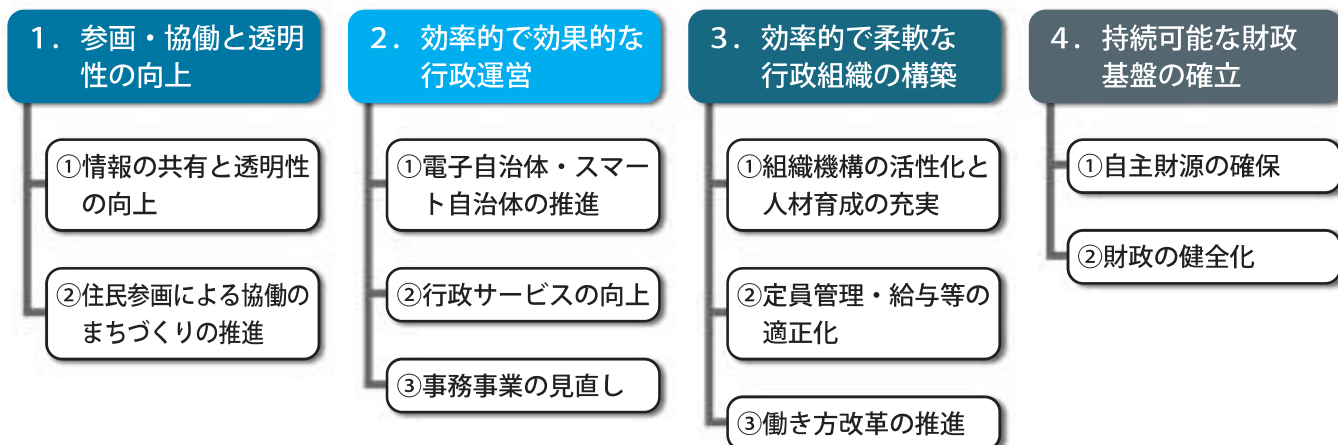 1．参画・協働と透明
性の向上
①情報の共有と透明性
の向上
②住民参画による協働の
まちづくりの推進
2．効率的で効果的な
行政運営
①電子自治体・スマー
ト自治体の推進
②行政サービスの向上
③事務事業の見直し
3．効率的で柔軟な
行政組織の構築
①組織機構の活性化と
人材育成の充実
②定員管理・給与等の
適正化
③働き方改革の推進
4．持続可能な財政
基盤の確立
①自主財源の確保
②財政の健全化